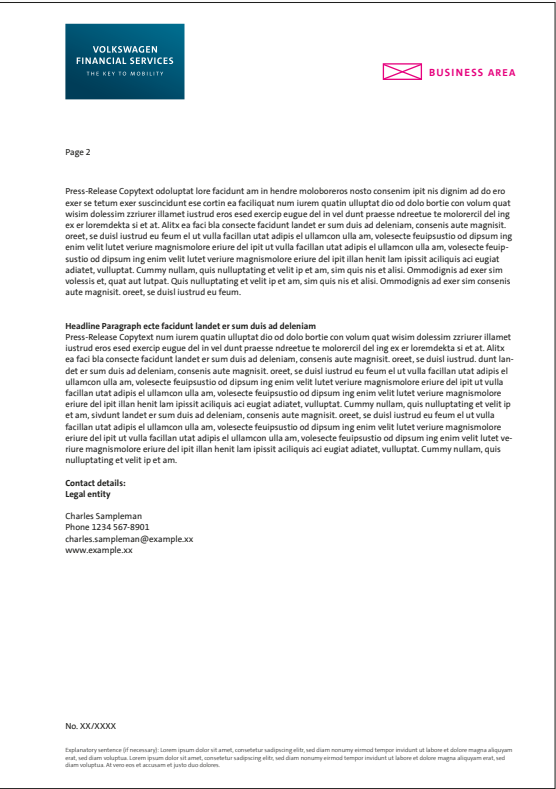 VOLKSWAGEN
FINANCIAL SERVICES
THE KEY TO MOBILITY
BUSINESS AREA
Page 2
Press-Release Copytext odoluptat lore facidunt am in hendre moloboreros nosto consenim ipit nis dignim ad do ero
exer se tetum exer suscincidunt ese cortin ea faciliquat num iurem quatin ulluptat dio od dolo bortie con volum quat
wisim dolessim zzriurer illamet iustrud eros esed exercip eugue del in vel dunt praesse ndreetue te molorercil del ing
ex er loremdekta si et at. Alitx ea faci bla consecte facidunt landet er sum duis ad deleniam, consenis aute magnisit.
oreet, se duisl iustrud eu feum el ut vulla facillan utat adipis el ullamcon ulla am, volesecte feuipsustio od dipsum ing
enim velit lutet veriure magnismolore eriure del ipit ut vulla facillan utat adipis el ullamcon ulla am, volesecte feuip-
sustio od dipsum ing enim velit lutet veriure magnismolore eriure del ipit illan henit lam ipissit aciliquis aci eugiat
adiatet, vulluptat. Cummy nullam, quis nulluptating et velit ip et am, sim quis nis et alisi. Ommodignis ad exer sim
volessis et, quat aut lutpat. Quis nulluptating et velit ip et am, sim quis nis et alisi. Ommodignis ad exer sim consenis
aute magnisit. oreet, se duisl iustrud eu feum.
Headline Paragraph ecte facidunt landet er sum duis ad deleniam
Press-Release Copytext num iurem quatin ulluptat dio od dolo bortie con volum quat wisim dolessim zzriurer illamet
iustrud eros esed exercip eugue del in vel dunt praesse ndreetue te molorercil del ing ex er loremdekta si et at. Alitx
ea faci bla consecte facidunt landet er sum duis ad deleniam, consenis aute magnisit. oreet, se duisl iustrud. dunt lan-
det er sum duis ad deleniam, consenis aute magnisit. oreet, se duisl iustrud eu feum el ut vulla facillan utat adipis el
ullamcon ulla am, volesecte feuipsustio od dipsum ing enim velit lutet veriure magnismolore eriure del ipit ut vulla
facillan utat adipis el ullamcon ulla am, volesecte feuipsustio od dipsum ing enim velit lutet veriure magnismolore
eriure del ipit illan henit lam ipissit aciliquis aci eugiat adiatet, vulluptat. Cummy nullam, quis nulluptating et velit ip
et am, sivdunt landet er sum duis ad deleniam, consenis aute magnisit. oreet, se duisl iustrud eu feum el ut vulla
facillan utat adipis el ullamcon ulla am, volesecte feuipsustio od dipsum ing enim velit lutet veriure magnismolore
eriure del ipit ut vulla facillan utat adipis el ullamcon ulla am, volesecte feuipsustio od dipsum ing enim velit lutet ve-
riure magnismolore eriure del ipit illan henit lam ipissit aciliquis aci eugiat adiatet, vulluptat. Cummy nullam, quis
nulluptating et velit ip et am.
Contact details:
Legal entity
Charles Sampleman
Phone 1234 567-8901
charles.sampleman@example.xx
www.example.xx
No. XX/XXXX
Explanatory sentence (if necessary): Lorem ipsum dolor sit amet, consetetur sadipscing elitr, sed diam nonumy eirmod tempor invidunt ut labore et dolore magna aliquyam
erat, sed diam voluptua. Lorem ipsum dolor sit amet, consetetur sadipscing elitr, sed diam nonumy eirmod tempor invidunt ut labore et dolore magna aliquyam erat, sed
diam voluptua. At vero eos et accusam et justo duo dolores.